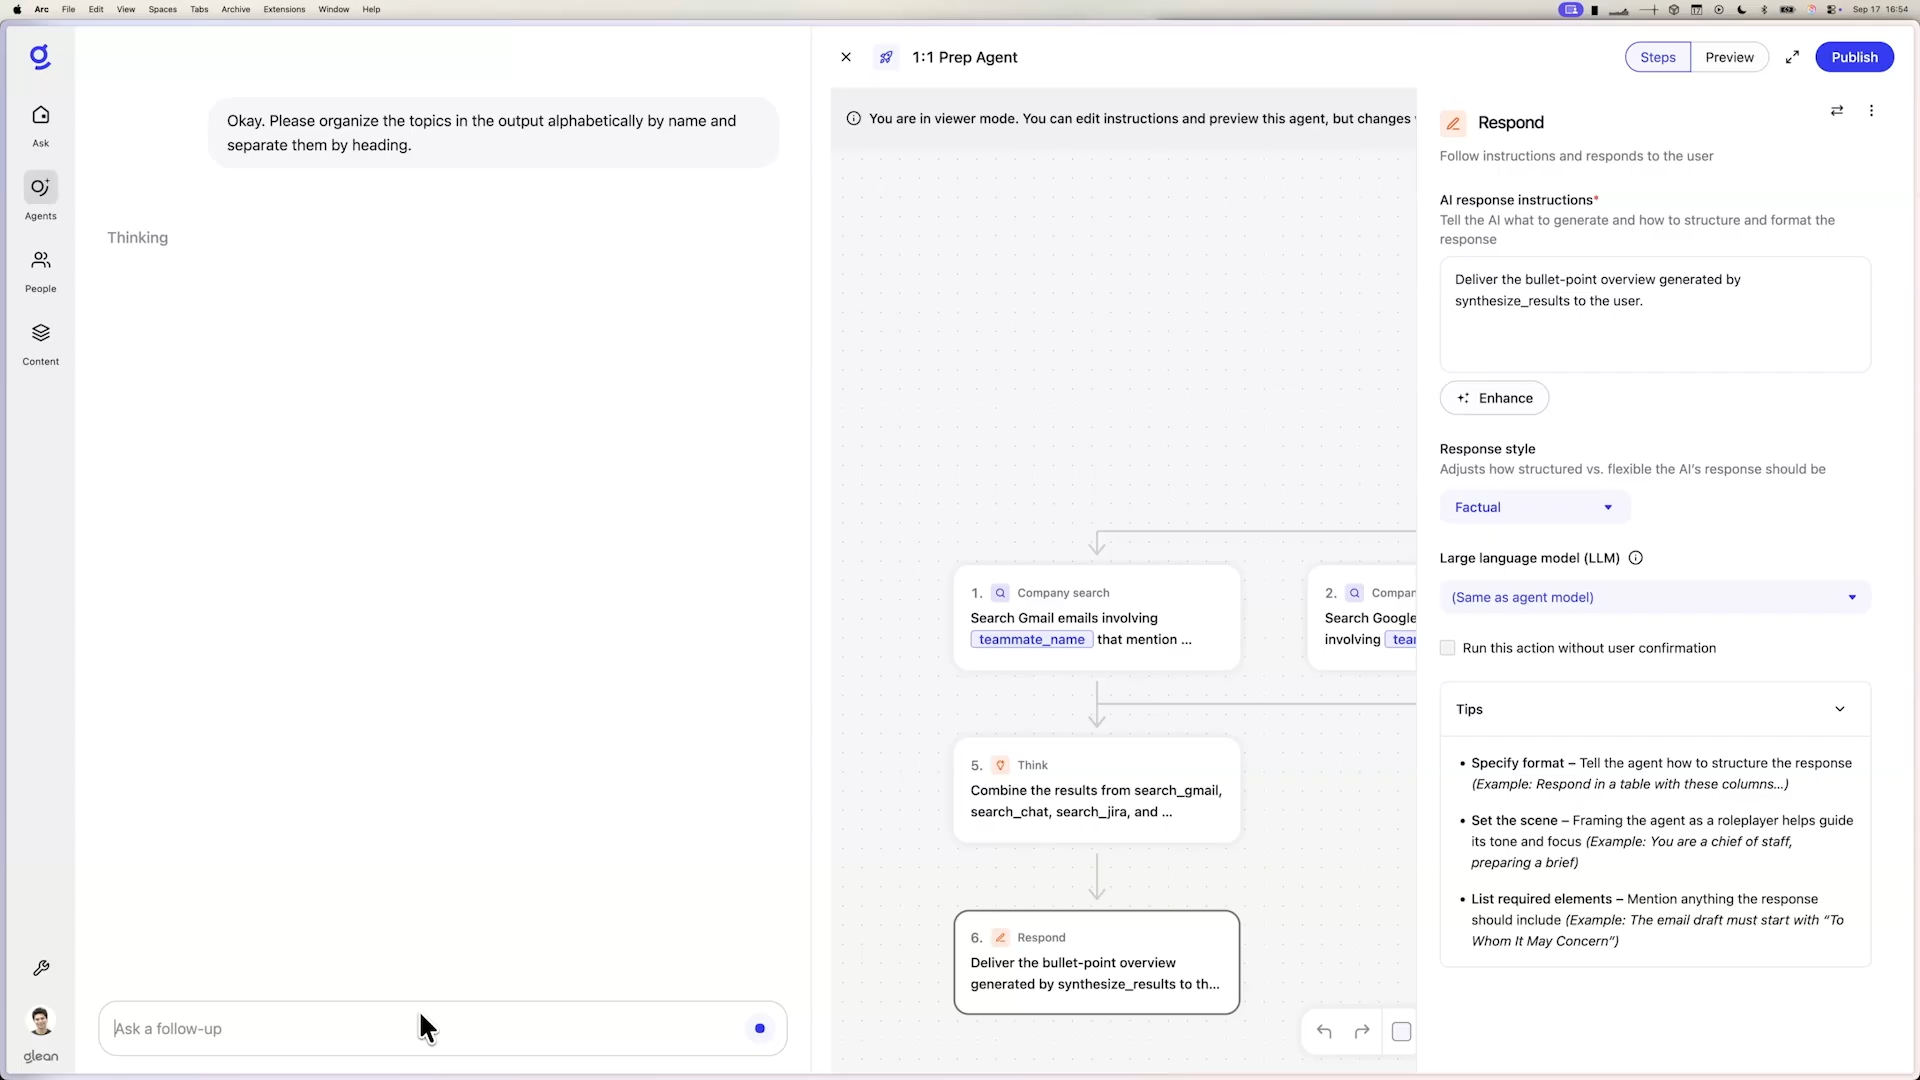 Arc File Edit View Spaces Tabs Archive Extensions Window Help
Sep 17 16:54
Ask
Agents
People
Content
glean
Okay. Please organize the topics in the output alphabetically by name and
separate them by heading.
Thinking
Ask a follow-up
1:1 Prep Agent
Steps
Preview
Publish
You are in viewer mode. You can edit instructions and preview this agent, but changes
1. Company search
Search Gmail emails involving
teammate_name that mention ...
2. Compan
Search Google
involving tear
5. Think
Combine the results from search_gmail,
search_chat, search_jira, and ...
6. Respond
Deliver the bullet-point overview
generated by synthesize_results to th...
Respond
Follow instructions and responds to the user
AI response instructions*
Tell the AI what to generate and how to structure and format the
response
Deliver the bullet-point overview generated by
synthesize_results to the user.
Enhance
Response style
Adjusts how structured vs. flexible the AI's response should be
Factual
Large language model (LLM)
(Same as agent model)
Run this action without user confirmation
Tips
• Specify format – Tell the agent how to structure the response
(Example: Respond in a table with these columns...)
• Set the scene – Framing the agent as a roleplayer helps guide
its tone and focus (Example: You are a chief of staff,
preparing a brief)
• List required elements – Mention anything the response
should include (Example: The email draft must start with “To
Whom It May Concern”)